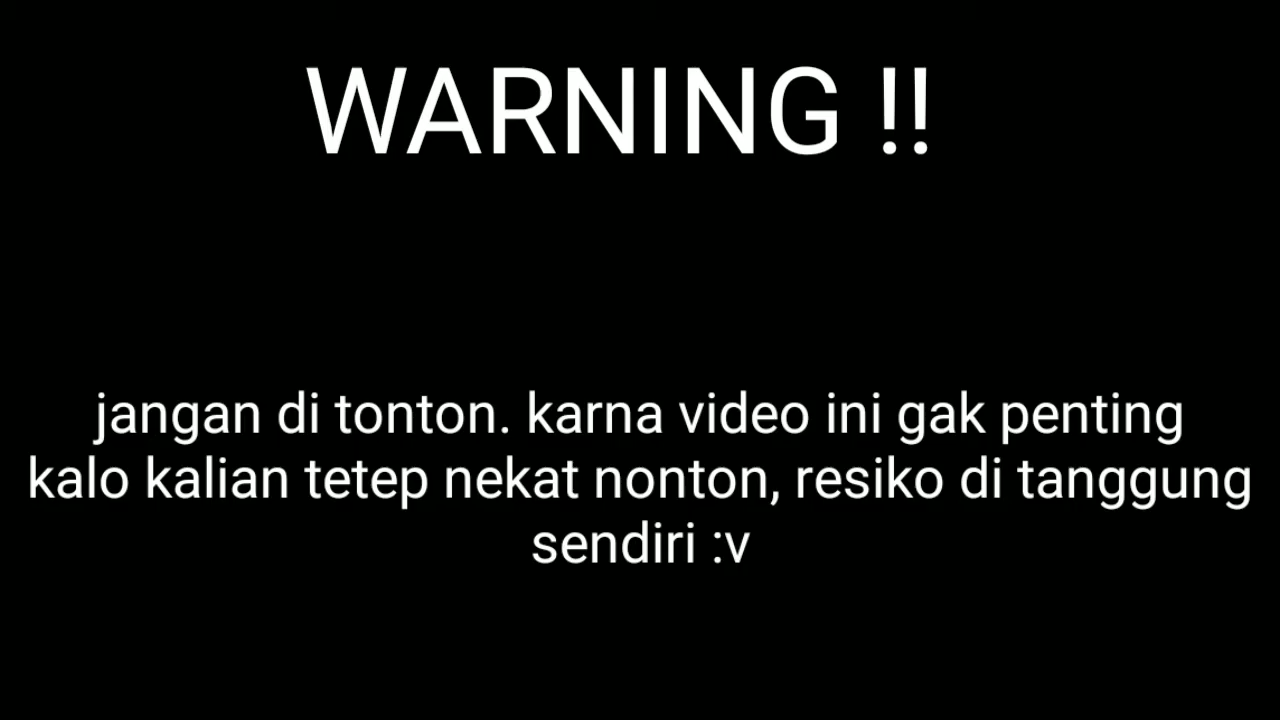 WARNING !!
jangan di tonton. karna video ini gak penting
kalo kalian tetep nekat nonton, resiko di tanggung
sendiri :v